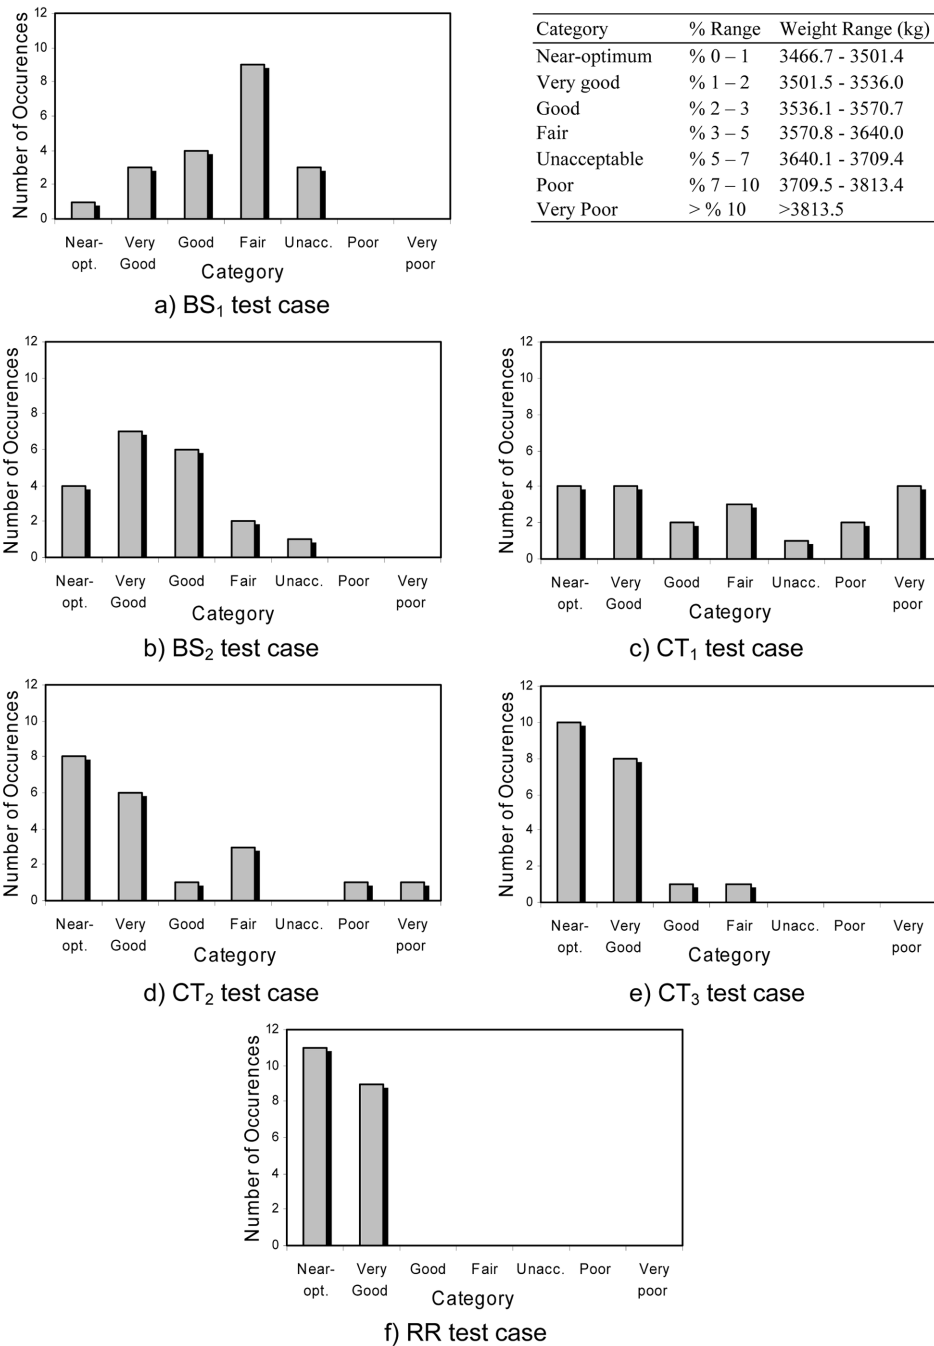 12
10
8
6
4
2
0
Number of Occurences
Near-opt. Very Good Good Fair Unacc. Poor Very poor
Category
a) BS₁ test case
Category % Range Weight Range (kg)
Near-optimum % 0 – 1 3466.7 - 3501.4
Very good % 1 – 2 3501.5 - 3536.0
Good % 2 – 3 3536.1 - 3570.7
Fair % 3 – 5 3570.8 - 3640.0
Unacceptable % 5 – 7 3640.1 - 3709.4
Poor % 7 – 10 3709.5 - 3813.4
Very Poor > % 10 >3813.5
12
10
8
6
4
2
0
Number of Occurences
Near-opt. Very Good Good Fair Unacc. Poor Very poor
Category
b) BS₂ test case
12
10
8
6
4
2
0
Number of Occurences
Near-opt. Very Good Good Fair Unacc. Poor Very poor
Category
c) CT₁ test case
12
10
8
6
4
2
0
Number of Occurences
Near-opt. Very Good Good Fair Unacc. Poor Very poor
Category
d) CT₂ test case
12
10
8
6
4
2
0
Number of Occurences
Near-opt. Very Good Good Fair Unacc. Poor Very poor
Category
e) CT₃ test case
12
10
8
6
4
2
0
Number of Occurences
Near-opt. Very Good Good Fair Unacc. Poor Very poor
Category
f) RR test case